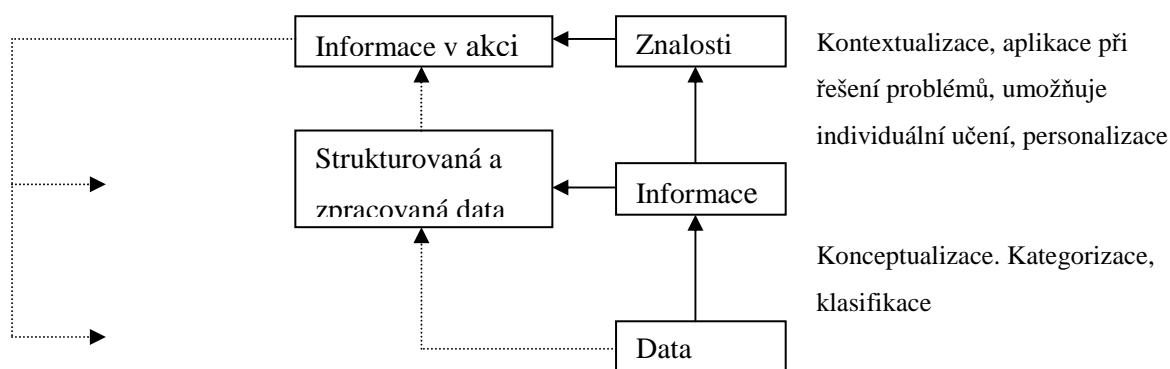 Informace v akci
Znalosti
Kontextualizace, aplikace při
řešení problémů, umožňuje
individuální učení, personalizace
Strukturovaná a
zpracovaná data
Informace
Konceptualizace. Kategorizace,
klasifikace
Data